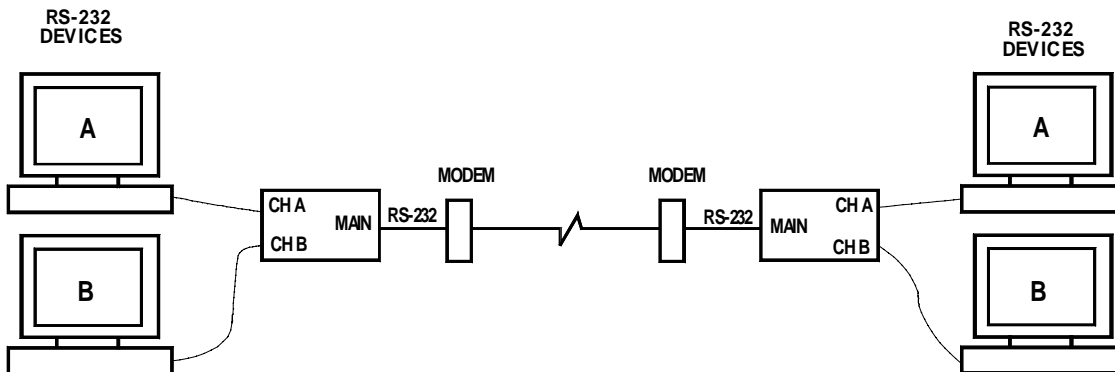 RS-232
DEVICES
RS-232
DEVICES
A
A
MODEM
MODEM
CH A
MAIN
RS-232
RS-232
MAIN
CH A
CH B
CH B
B
B